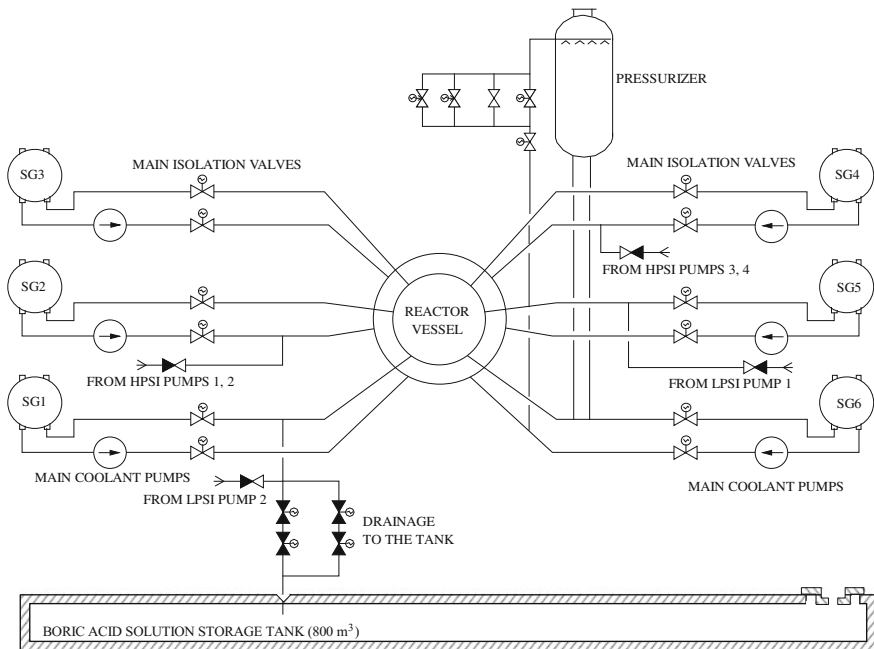 PRESSURIZER
MAIN ISOLATION VALVES
MAIN ISOLATION VALVES
SG3
SG4
FROM HPSI PUMPS 3, 4
SG2
REACTOR
VESSEL
SG5
FROM HPSI PUMPS 1, 2
FROM LPSI PUMP 1
SG1
SG6
MAIN COOLANT PUMPS
MAIN COOLANT PUMPS
FROM LPSI PUMP 2
DRAINAGE
TO THE TANK
BORIC ACID SOLUTION STORAGE TANK (800 m³)